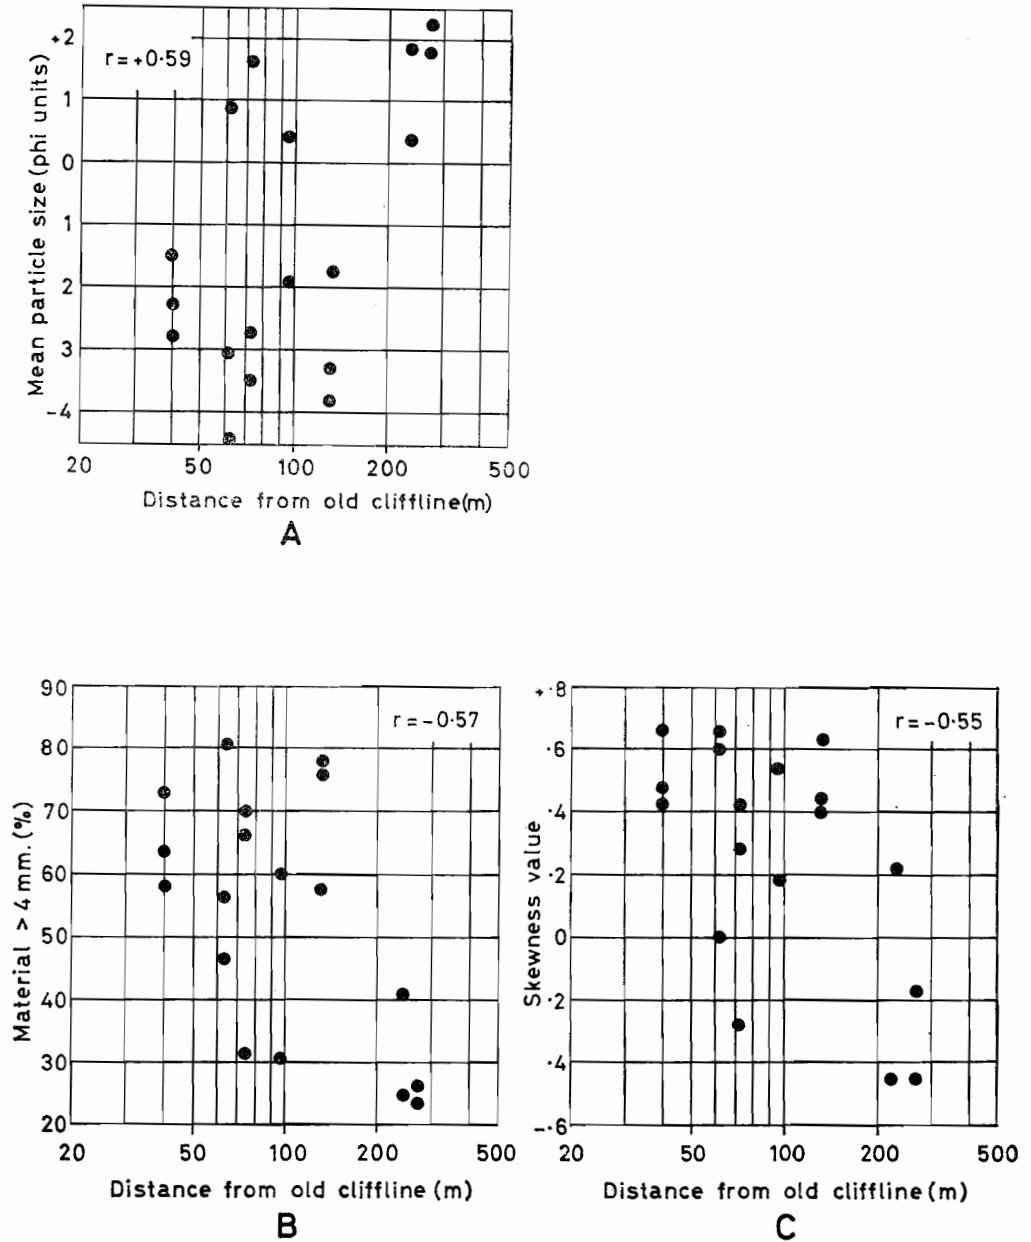 +2
r=+0·59
1
0
1
2
3
-4
Mean particle size (phi units)
20 50 100 200 500
Distance from old cliffline(m)
A
90
r=-0·57
80
70
60
50
40
30
20
Material > 4 mm. (%)
20 50 100 200 500
Distance from old cliffline (m)
B
+·8
r=-0·55
·6
·4
·2
0
·2
·4
-·6
Skewness value
20 50 100 200 500
Distance from old cliffline (m)
C